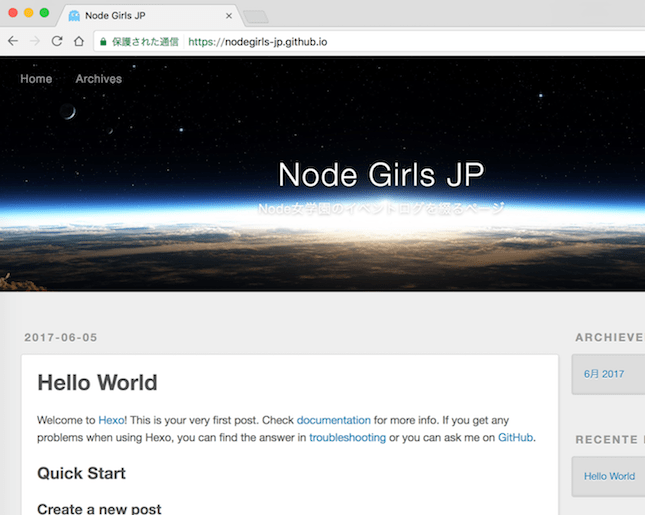 Node Girls JP
保護された通信 https://nodegirls-jp.github.io
Home Archives
Node Girls JP
Node女学園のイベントログを綴るページ
2017-06-05
ARCHIEVE
Hello World
6月 2017
Welcome to Hexo! This is your very first post. Check documentation for more info. If you get any
problems when using Hexo, you can find the answer in troubleshooting or you can ask me on GitHub.
RECENTE
Quick Start
Hello World
Create a new post